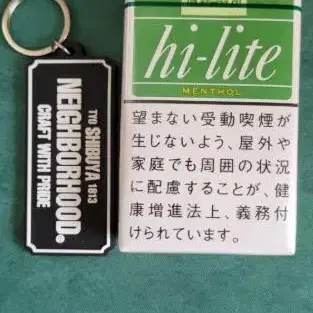 TYO SHIBUYA 1813
NEIGHBORHOOD®
CRAFT WITH PRIDE
hi-lite
MENTHOL
望まない受動喫煙が
生じないよう、屋外や
家庭でも周囲の状況
に配慮することが、健
康増進法上、義務付
けられています。